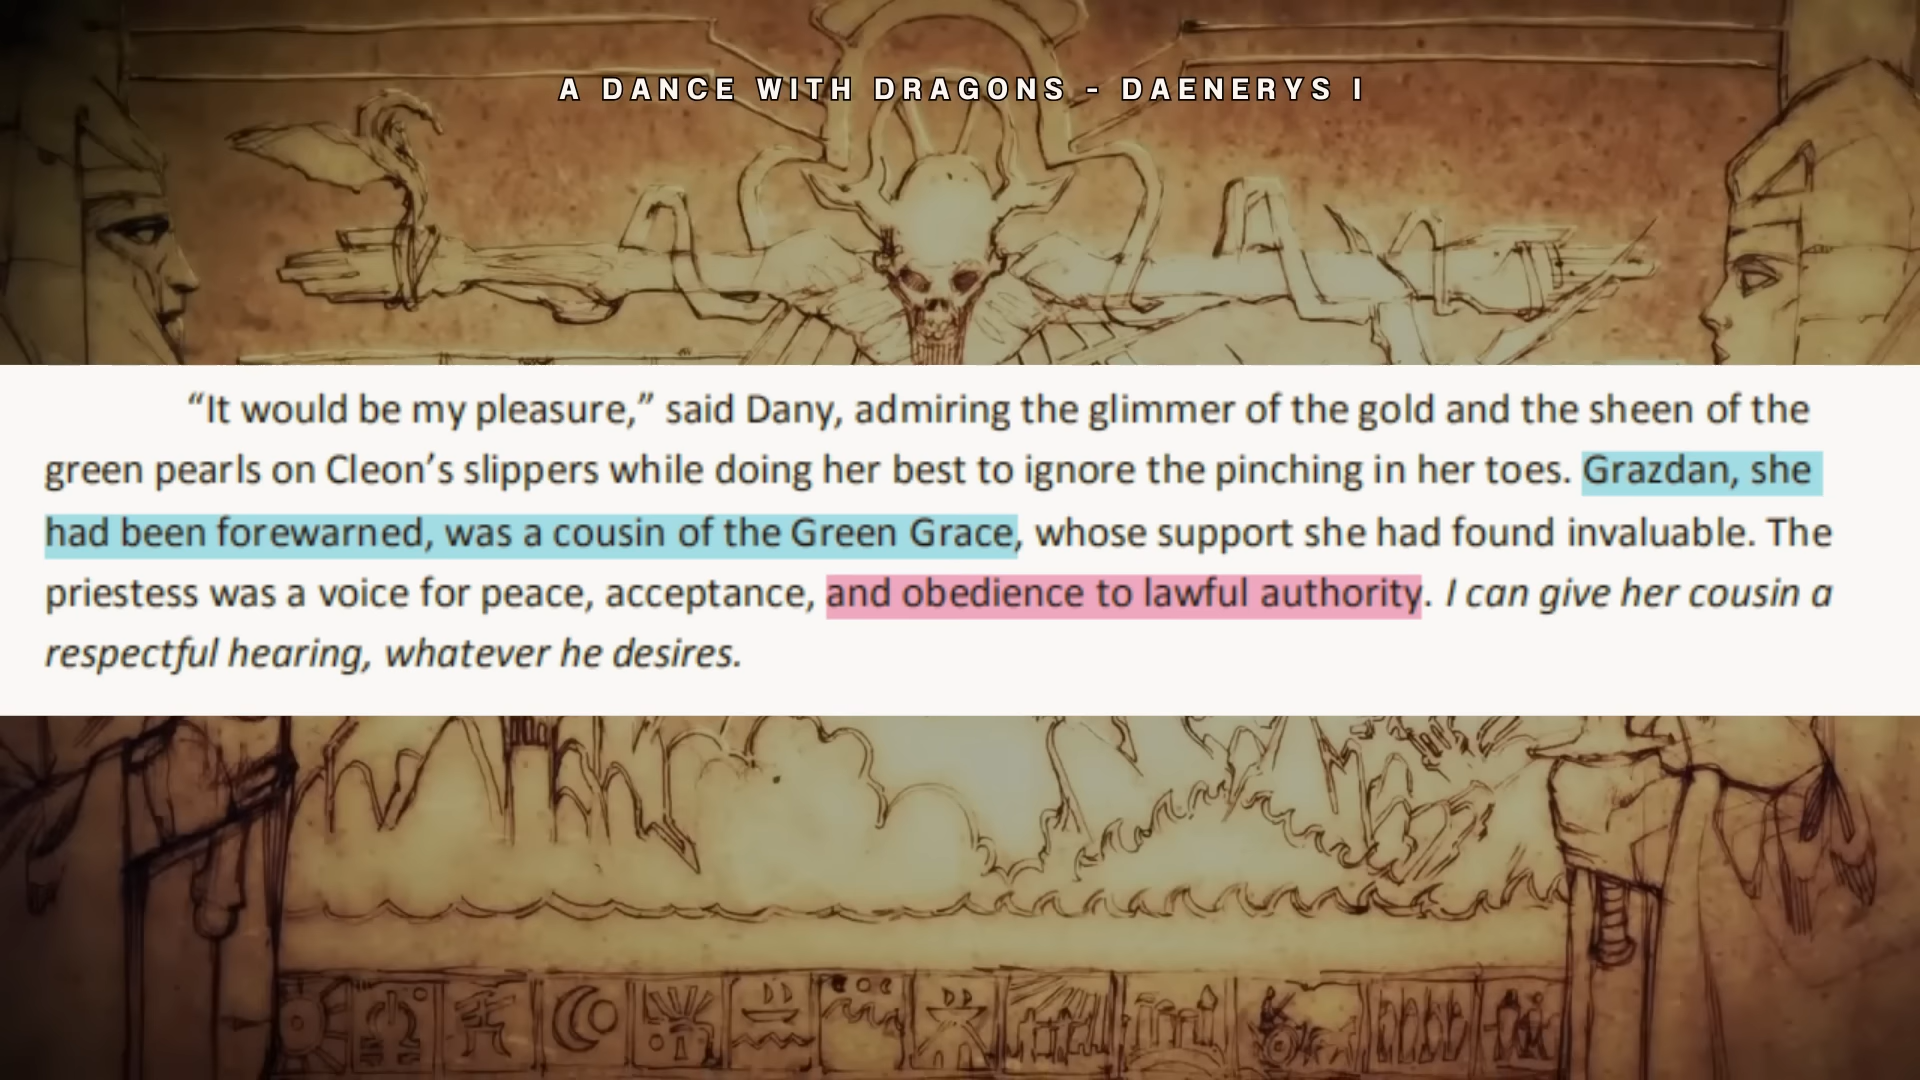 A DANCE WITH DRAGONS - DAENERYS I
“It would be my pleasure,” said Dany, admiring the glimmer of the gold and the sheen of the
green pearls on Cleon’s slippers while doing her best to ignore the pinching in her toes. Grazdan, she
had been forewarned, was a cousin of the Green Grace, whose support she had found invaluable. The
priestess was a voice for peace, acceptance, and obedience to lawful authority. I can give her cousin a
respectful hearing, whatever he desires.